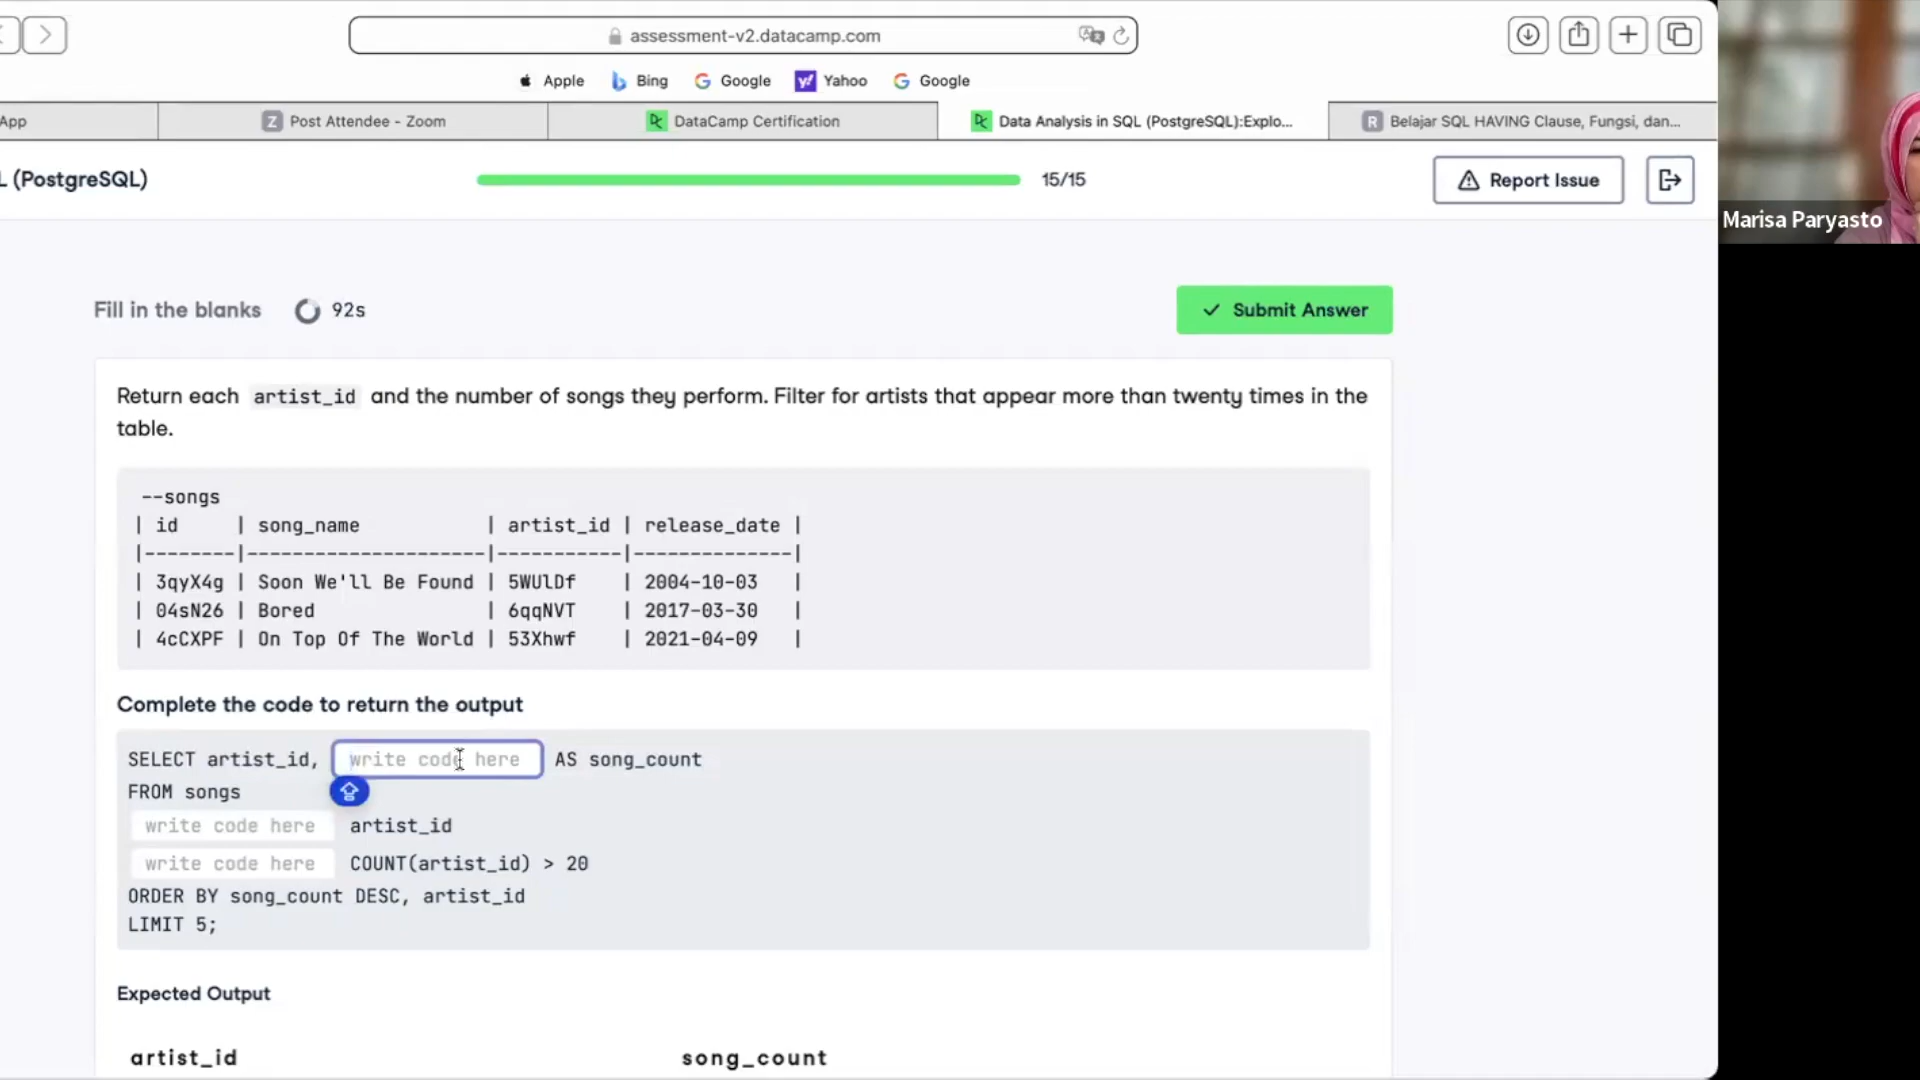 assessment-v2.datacamp.com
Apple Bing Google Yahoo Google
App Post Attendee - Zoom DataCamp Certification Data Analysis in SQL (PostgreSQL):Explo... Belajar SQL HAVING Clause, Fungsi, dan...
L (PostgreSQL) 15/15 Report Issue
Marisa Paryasto
Fill in the blanks 92s Submit Answer
Return each artist_id and the number of songs they perform. Filter for artists that appear more than twenty times in the
table.
--songs
| id | song_name | artist_id | release_date |
|--------|---------------------|-----------|--------------|
| 3qyX4g | Soon We'll Be Found | 5WUlDf | 2004-10-03 |
| 04sN26 | Bored | 6qqNVT | 2017-03-30 |
| 4cCXPF | On Top Of The World | 53Xhwf | 2021-04-09 |
Complete the code to return the output
SELECT artist_id, write code here AS song_count
FROM songs
write code here artist_id
write code here COUNT(artist_id) > 20
ORDER BY song_count DESC, artist_id
LIMIT 5;
Expected Output
artist_id song_count